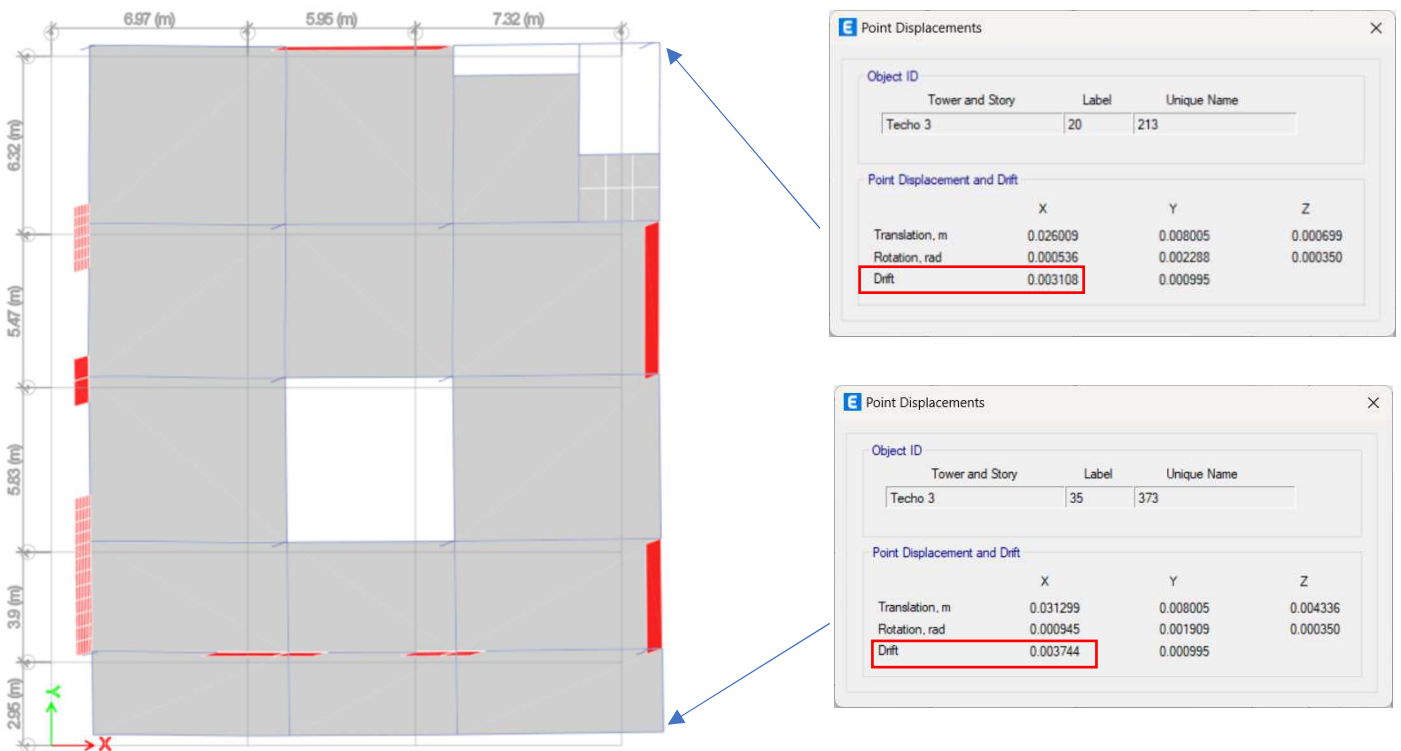 6.97 (m) 5.95 (m) 7.32 (m)
6.32 (m)
5.47 (m)
5.83 (m)
3.9 (m)
2.95 (m)
Y
X
E Point Displacements
Object ID
Tower and Story Label Unique Name
Techo 3 20 213
Point Displacement and Drift
X Y Z
Translation, m 0.026009 0.008005 0.000699
Rotation, rad 0.000536 0.002288 0.000350
Drift 0.003108 0.000995
E Point Displacements
Object ID
Tower and Story Label Unique Name
Techo 3 35 373
Point Displacement and Drift
X Y Z
Translation, m 0.031299 0.008005 0.004336
Rotation, rad 0.000945 0.001909 0.000350
Drift 0.003744 0.000995